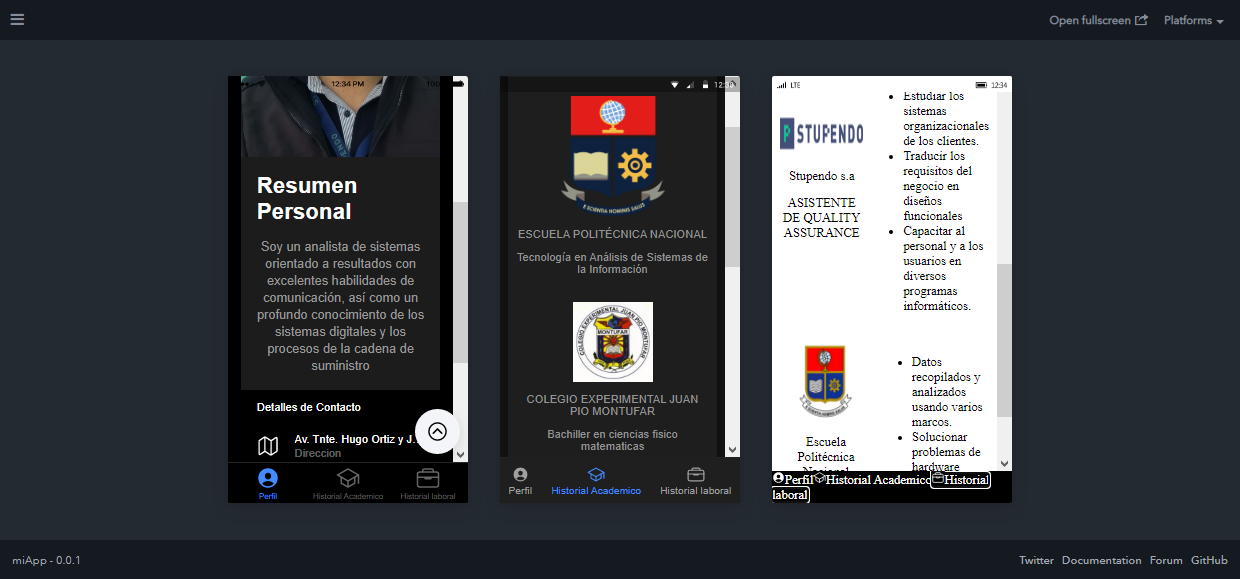 Open fullscreen
Platforms
12:34 PM
Resumen
Personal
Soy un analista de sistemas
orientado a resultados con
excelentes habilidades de
comunicación, así como un
profundo conocimiento de los
sistemas digitales y los
procesos de la cadena de
suministro
Detalles de Contacto
Av. Tnte. Hugo Ortiz y J.
Direccion
Perfil
Historial Academico
Historial laboral
E SCIENTIA HOMINIS SALUS
ESCUELA POLITÉCNICA NACIONAL
Tecnología en Análisis de Sistemas de
la Información
COLEGIO EXPERIMENTAL JUAN PIO MONTUFAR
MONTUFAR
COLEGIO EXPERIMENTAL JUAN
PIO MONTUFAR
Bachiller en ciencias fisico
matematicas
Perfil
Historial Academico
Historial laboral
LTE
12:34
STUPENDO
Stupendo s.a
ASISTENTE
DE QUALITY
ASSURANCE
Estudiar los
sistemas
organizacionales
de los clientes.
Traducir los
requisitos del
negocio en
diseños
funcionales
Capacitar al
personal y a los
usuarios en
diversos
programas
informáticos.
Escuela
Politécnica
Nacional
Datos
recopilados y
analizados
usando varios
marcos.
Solucionar
problemas de
hardware
Perfil Historial Academico Historial
laboral
miApp - 0.0.1
Twitter
Documentation
Forum
GitHub